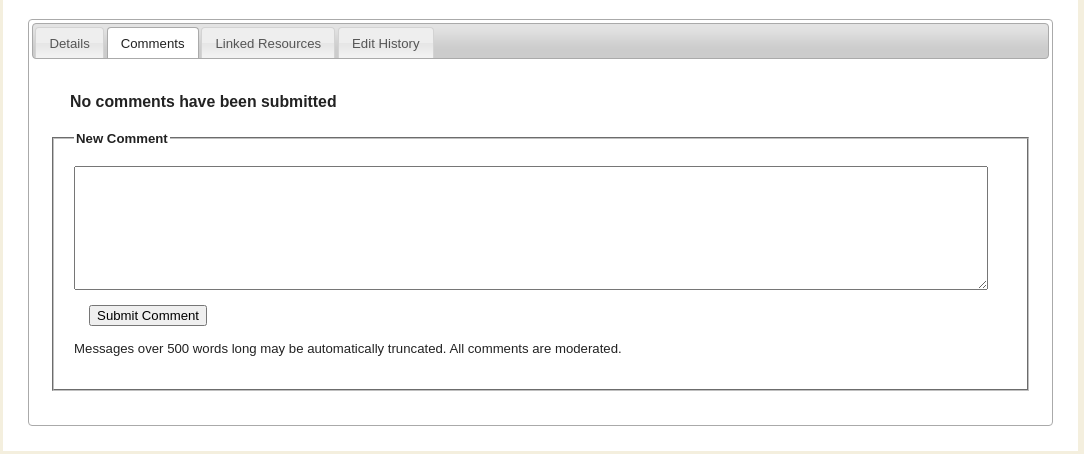 Details Comments Linked Resources Edit History
No comments have been submitted
New Comment
Submit Comment
Messages over 500 words long may be automatically truncated. All comments are moderated.